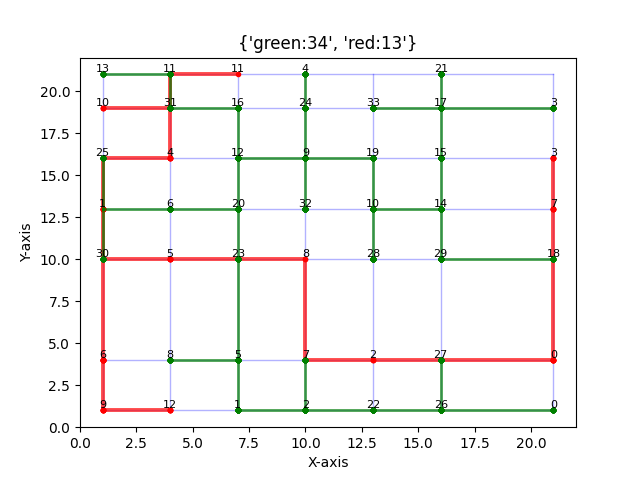 {'green:34', 'red:13'}
13 11 11 4 21
20.0 10 31 16 24 33 17 3
17.5
25 4 12 9 19 15 3
15.0
12.5 1 6 20 32 10 14 7
10.0 30 5 23 8 28 29 18
7.5
5.0
6 8 5 7 2 27 0
2.5
9 12 1 2 22 26 0
0.0
0.0 2.5 5.0 7.5 10.0 12.5 15.0 17.5 20.0
X-axis
Y-axis